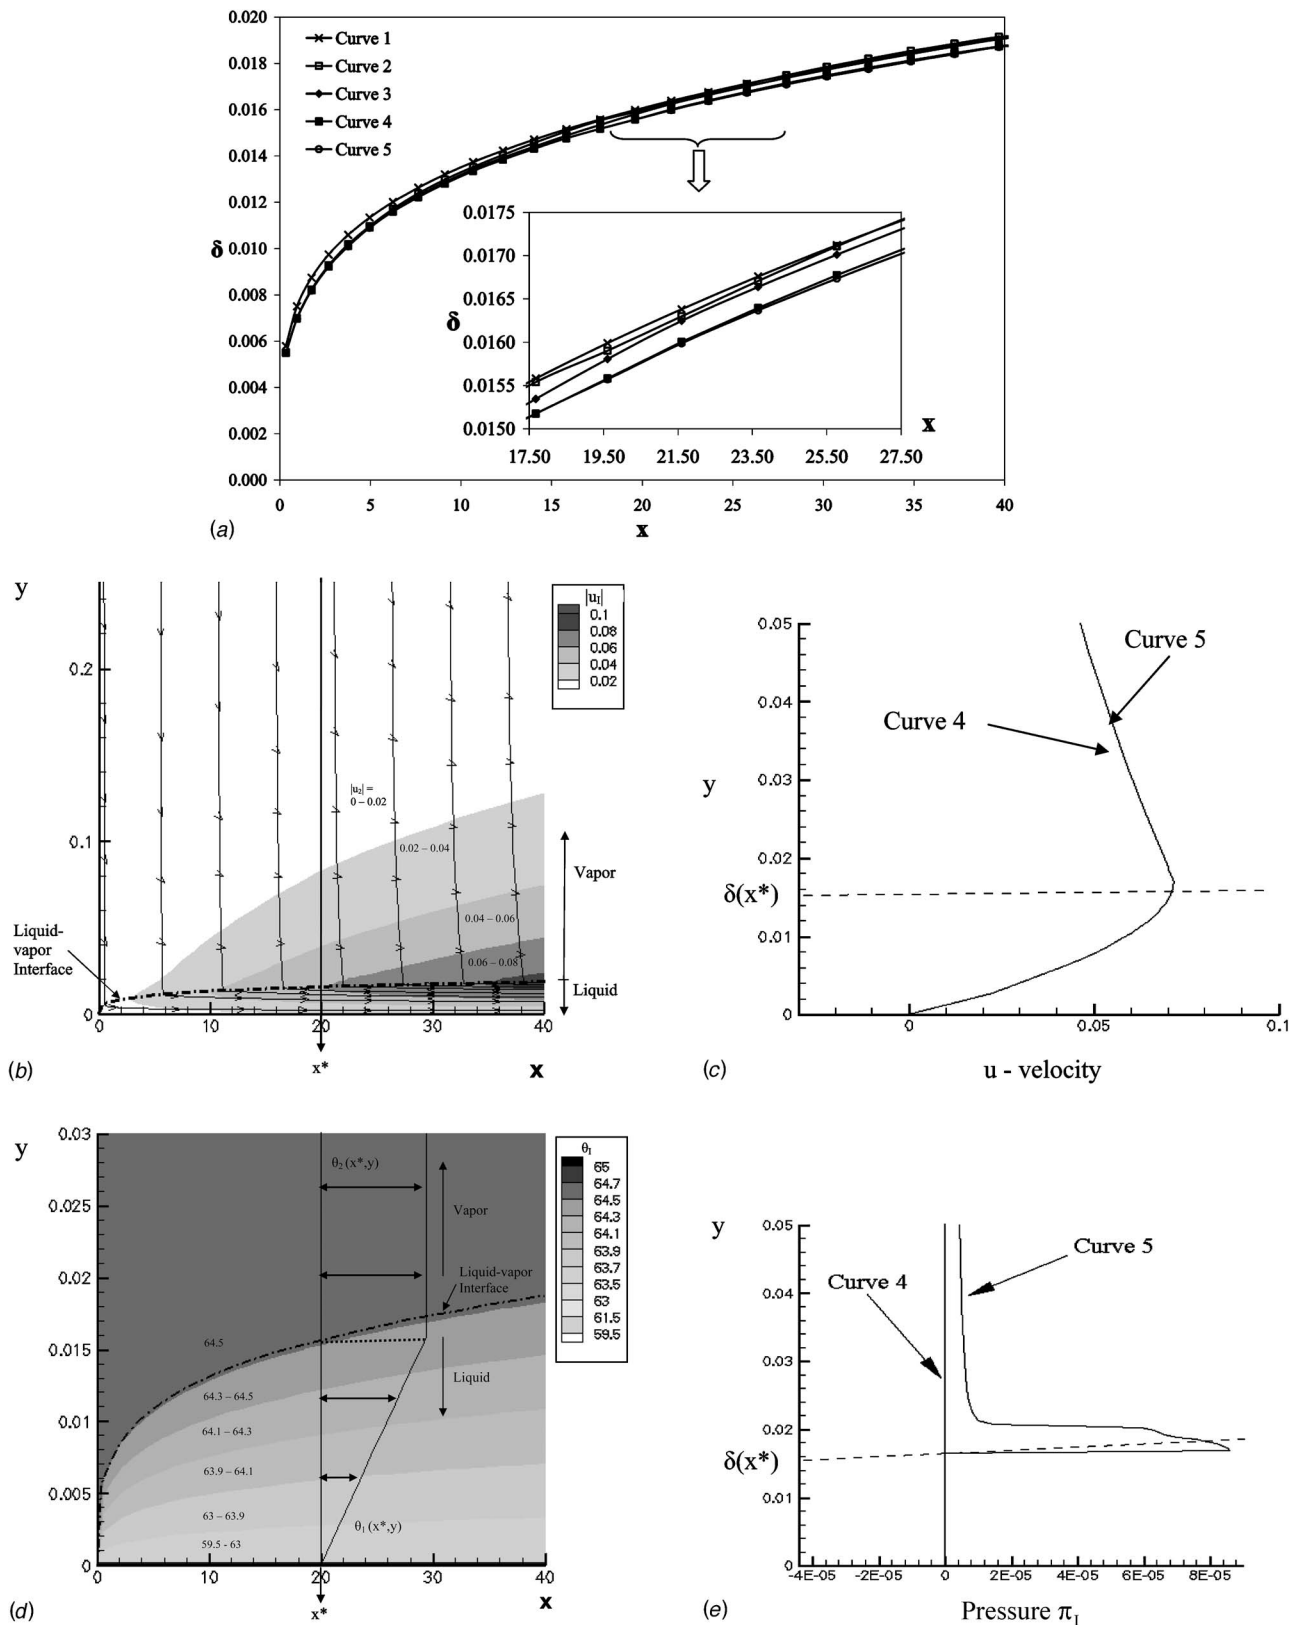 0.020
0.018
0.016
0.014
0.012
0.010
0.008
0.006
0.004
0.002
0.000
δ
Curve 1
Curve 2
Curve 3
Curve 4
Curve 5
0.0175
0.0170
0.0165
0.0160
0.0155
0.0150
δ
17.50 19.50 21.50 23.50 25.50 27.50
x
0 5 10 15 20 25 30 35 40
x
(a)
y
0.2
0.1
0
|u_I|
0.1
0.08
0.06
0.04
0.02
|u₂| =
0 – 0.02
0.02 – 0.04
0.04 – 0.06
0.06 – 0.08
Vapor
Liquid
Liquid-
vapor
Interface
0 10 20 30 40
x*
x
(b)
0.05
0.04
0.03
0.02
0.01
0
y
δ(x*)
Curve 5
Curve 4
0 0.05 0.1
u - velocity
(c)
y
0.03
0.025
0.02
0.015
0.01
0.005
0
θ_I
65
64.7
64.5
64.3
64.1
63.9
63.7
63.5
63
61.5
59.5
θ₂ (x*,y)
Vapor
Liquid-vapor
Interface
64.5
Liquid
64.3 – 64.5
64.1 – 64.3
63.9 – 64.1
63 – 63.9
59.5 - 63
θ₁ (x*,y)
0 10 20 30 40
x*
x
(d)
y
0.05
0.04
0.03
0.02
0.01
0
δ(x*)
Curve 5
Curve 4
-4E-05 -2E-05 0 2E-05 4E-05 6E-05 8E-05
Pressure π_I
(e)